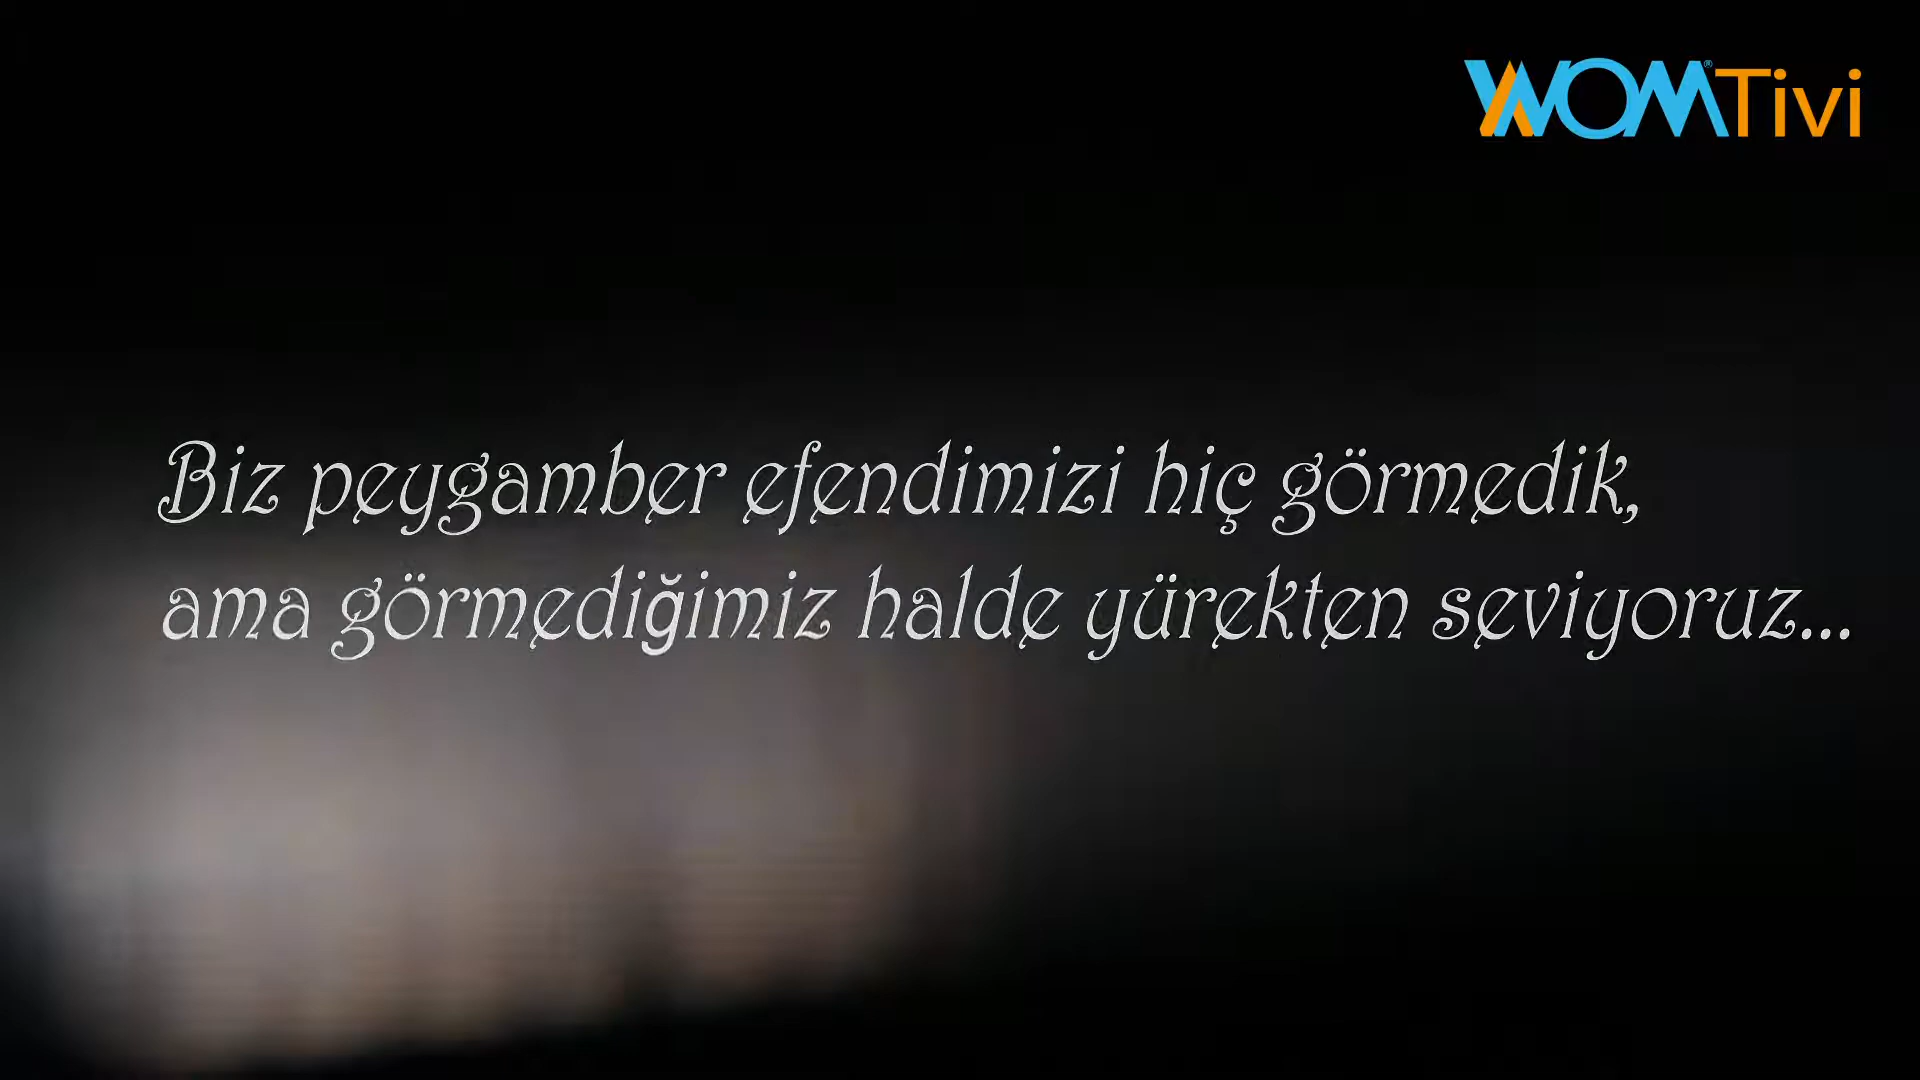 WOMTivi
Biz peygamber efendimizi hiç görmedik,
ama görmediğimiz halde yürekten seviyoruz...